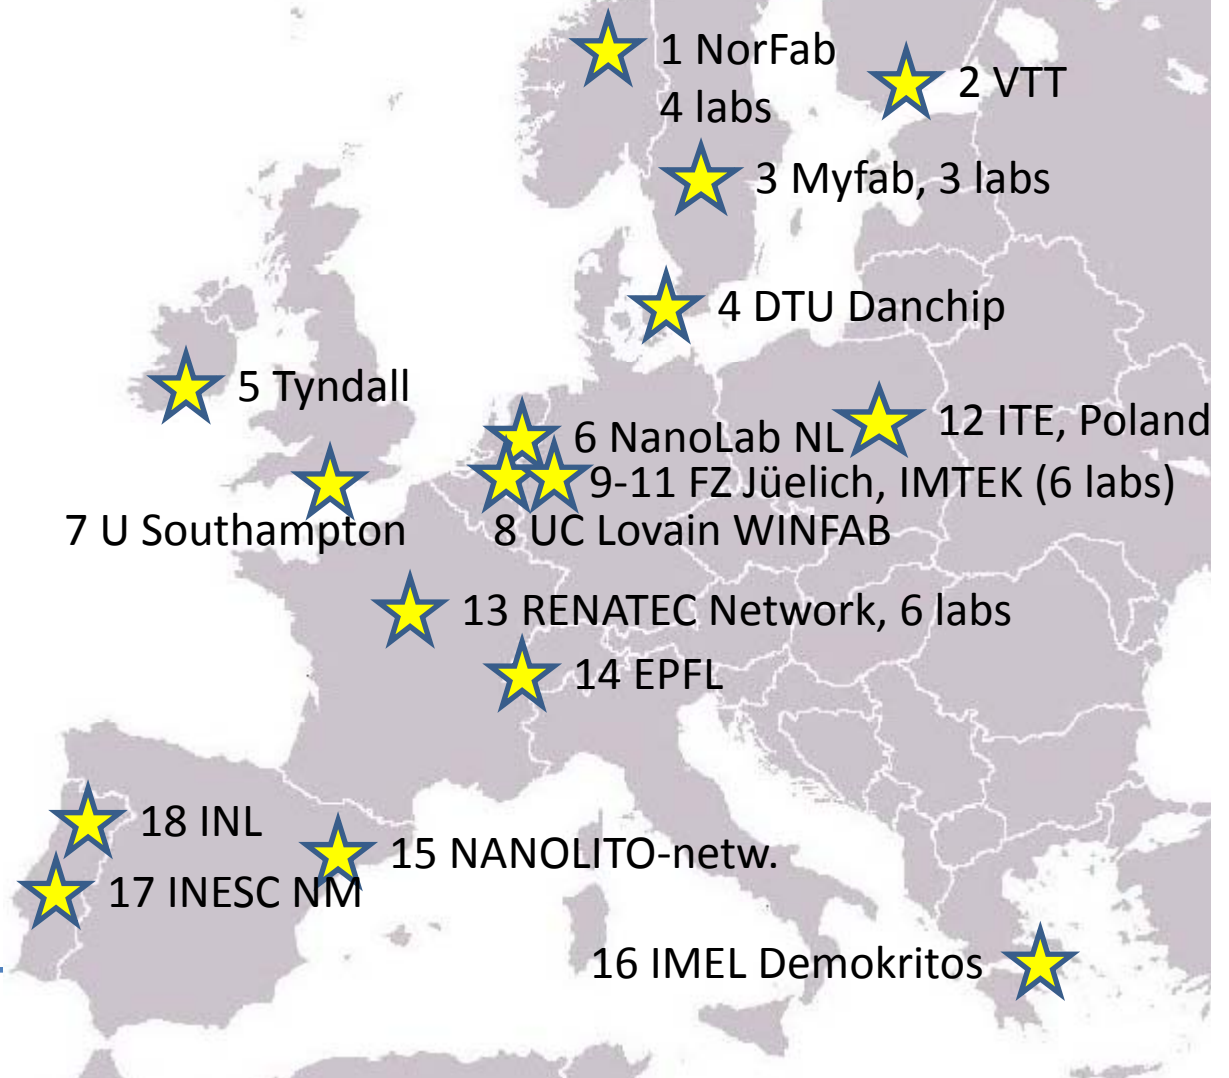 1 NorFab
4 labs
2 VTT
3 Myfab, 3 labs
4 DTU Danchip
5 Tyndall
12 ITE, Poland
6 NanoLab NL
9-11 FZ Jüelich, IMTEK (6 labs)
7 U Southampton
8 UC Lovain WINFAB
13 RENATEC Network, 6 labs
14 EPFL
18 INL
15 NANOLITO-netw.
17 INESC NM
16 IMEL Demokritos